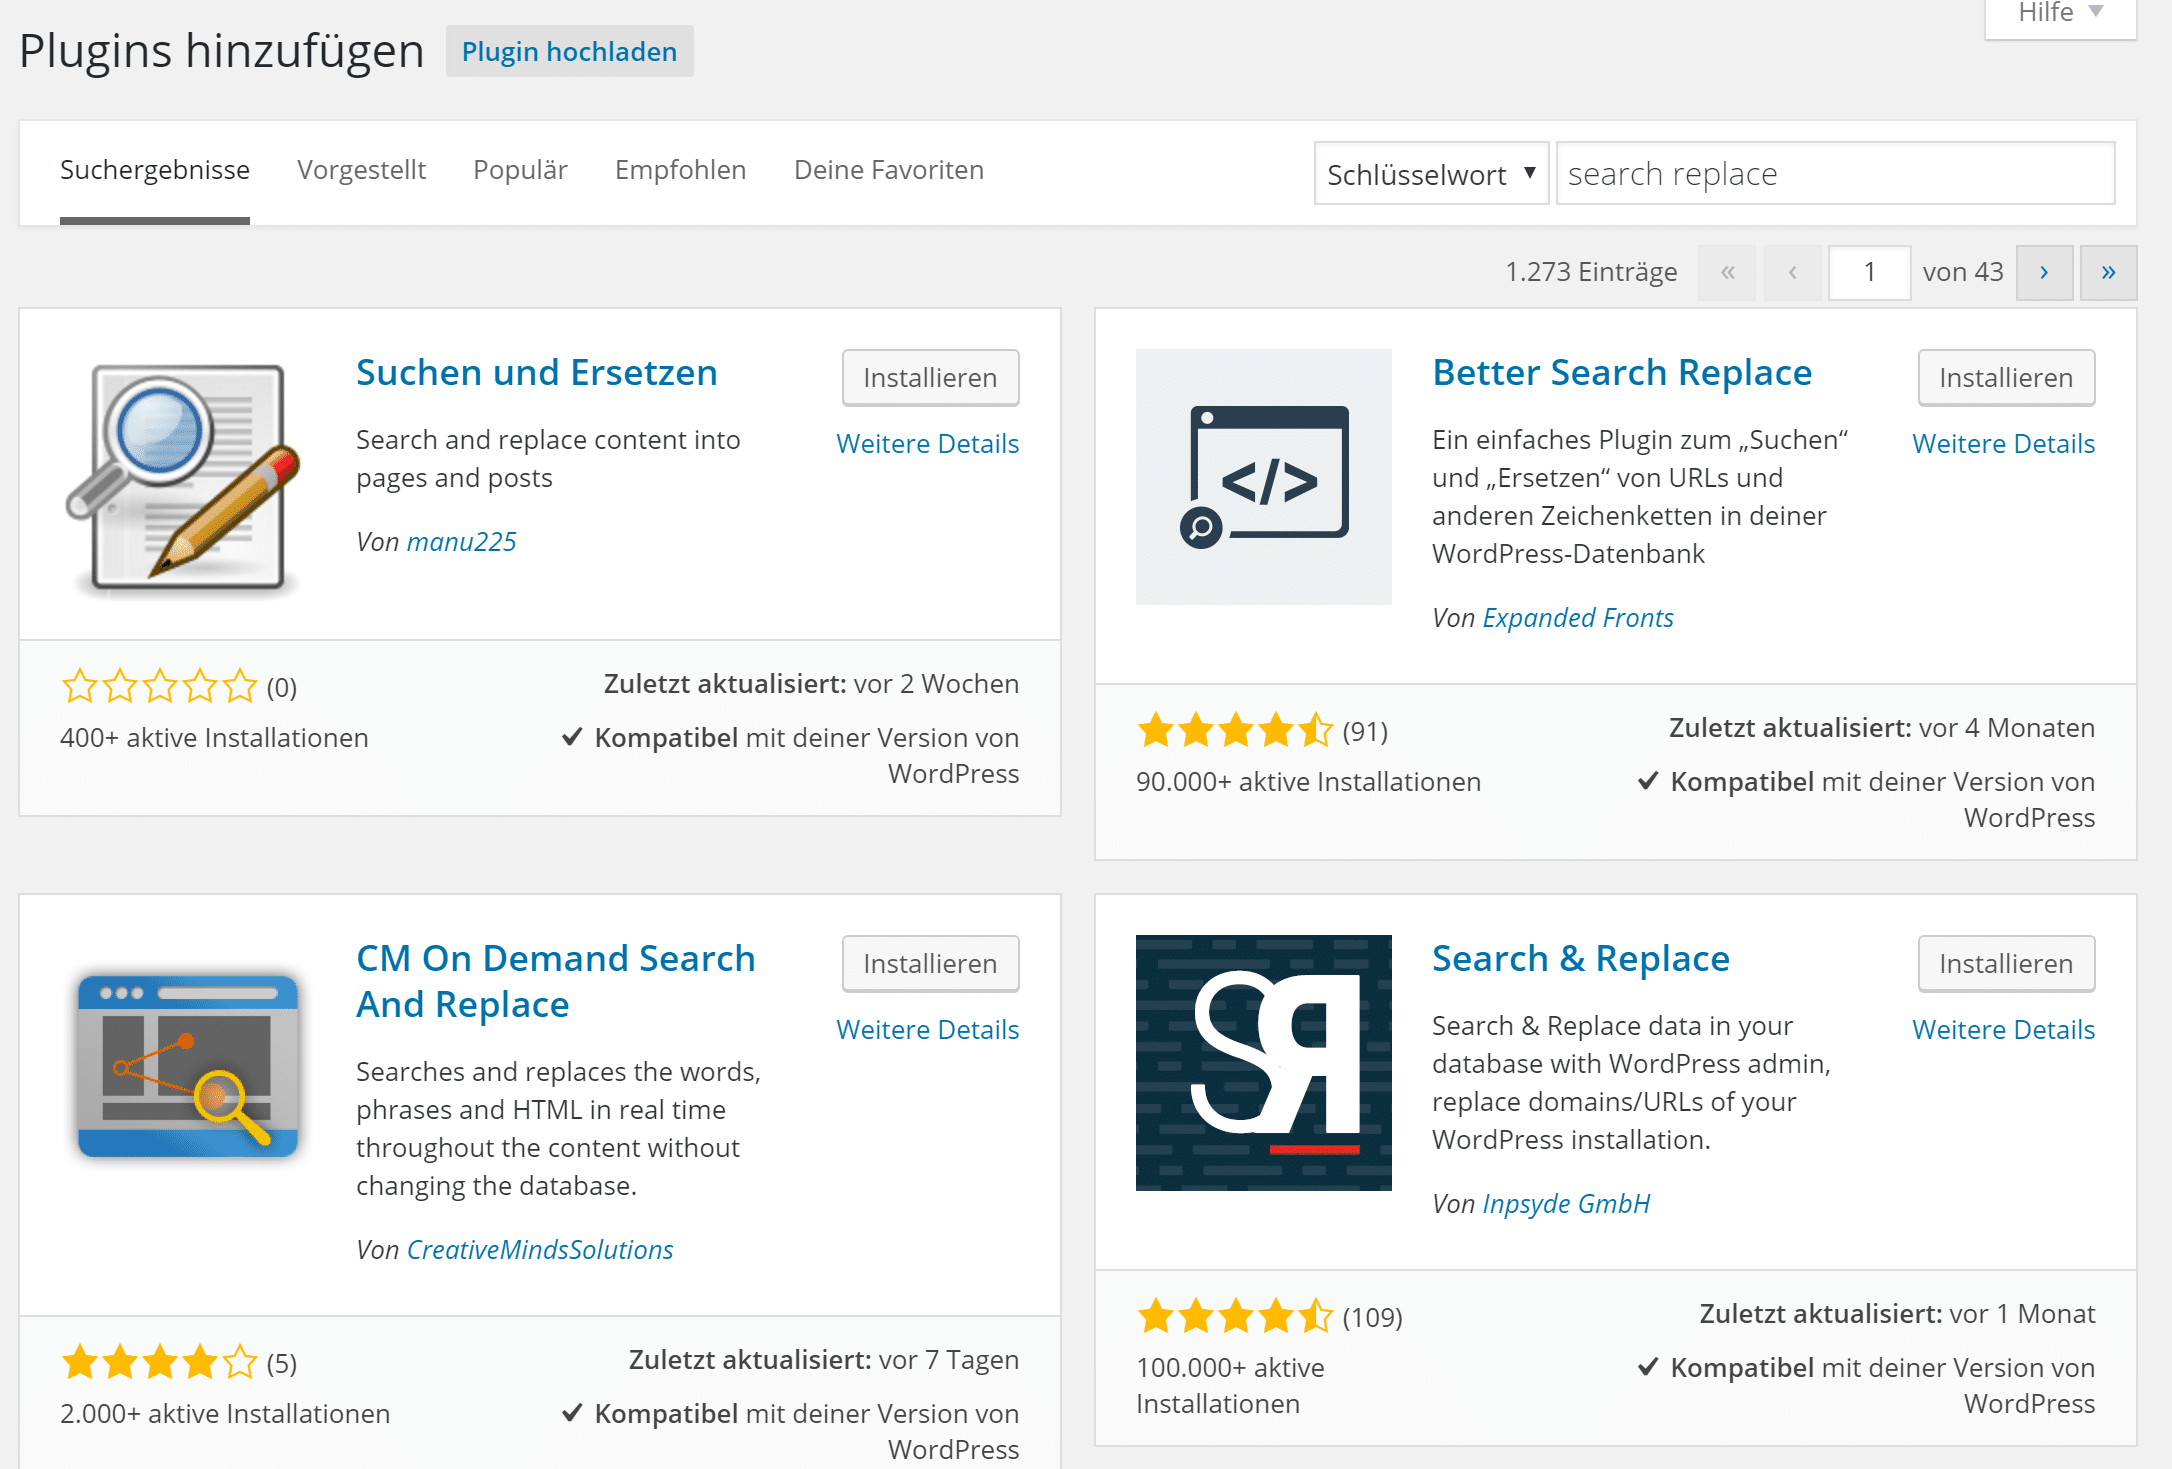 Hilfe
Plugins hinzufügen
Plugin hochladen
Suchergebnisse
Vorgestellt
Populär
Empfohlen
Deine Favoriten
Schlüsselwort
search replace
1.273 Einträge
«
‹
1
von 43
›
»
Suchen und Ersetzen
Installieren
Weitere Details
Search and replace content into
pages and posts
Von manu225
(0)
400+ aktive Installationen
Zuletzt aktualisiert: vor 2 Wochen
Kompatibel mit deiner Version von
WordPress
Better Search Replace
Installieren
Weitere Details
</>
Ein einfaches Plugin zum „Suchen“
und „Ersetzen“ von URLs und
anderen Zeichenketten in deiner
WordPress-Datenbank
Von Expanded Fronts
(91)
90.000+ aktive Installationen
Zuletzt aktualisiert: vor 4 Monaten
Kompatibel mit deiner Version von
WordPress
CM On Demand Search
And Replace
Installieren
Weitere Details
Searches and replaces the words,
phrases and HTML in real time
throughout the content without
changing the database.
Von CreativeMindsSolutions
(5)
2.000+ aktive Installationen
Zuletzt aktualisiert: vor 7 Tagen
Kompatibel mit deiner Version von
WordPress
SR
Search & Replace
Installieren
Weitere Details
Search & Replace data in your
database with WordPress admin,
replace domains/URLs of your
WordPress installation.
Von Inpsyde GmbH
(109)
100.000+ aktive
Installationen
Zuletzt aktualisiert: vor 1 Monat
Kompatibel mit deiner Version von
WordPress